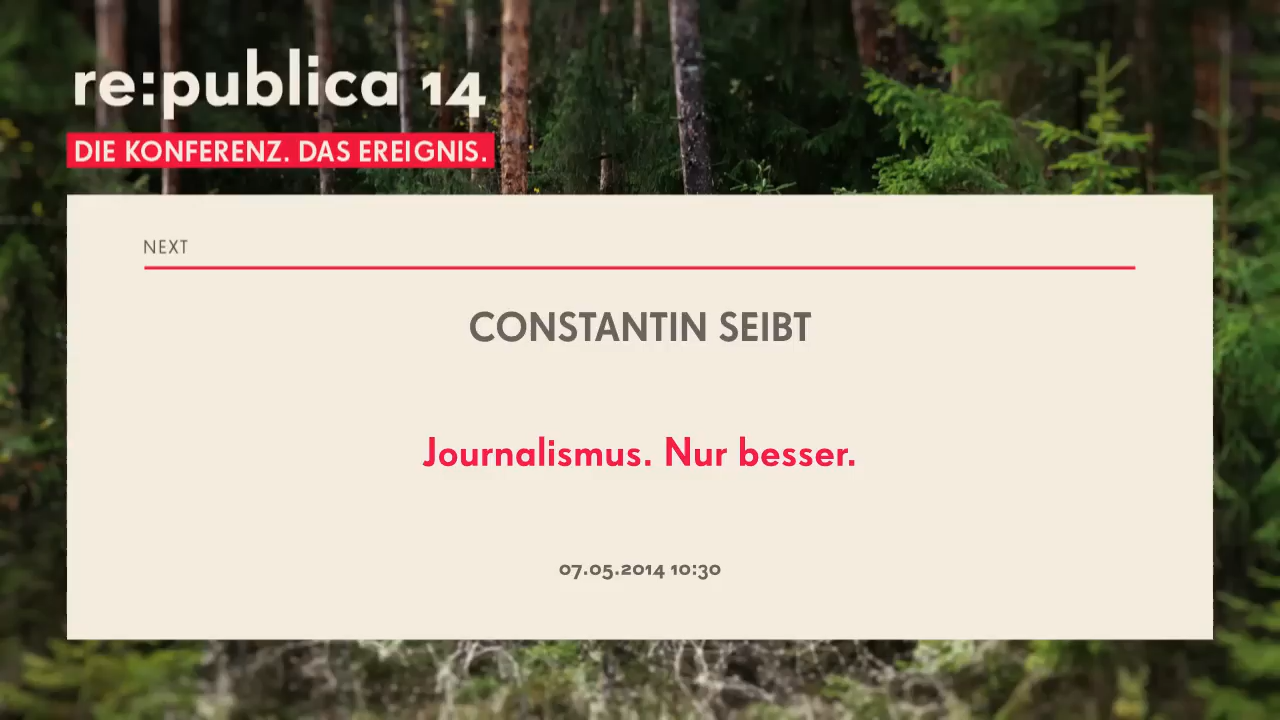 re:publica 14
DIE KONFERENZ. DAS EREIGNIS.
NEXT
CONSTANTIN SEIBT
Journalismus. Nur besser.
07.05.2014 10:30